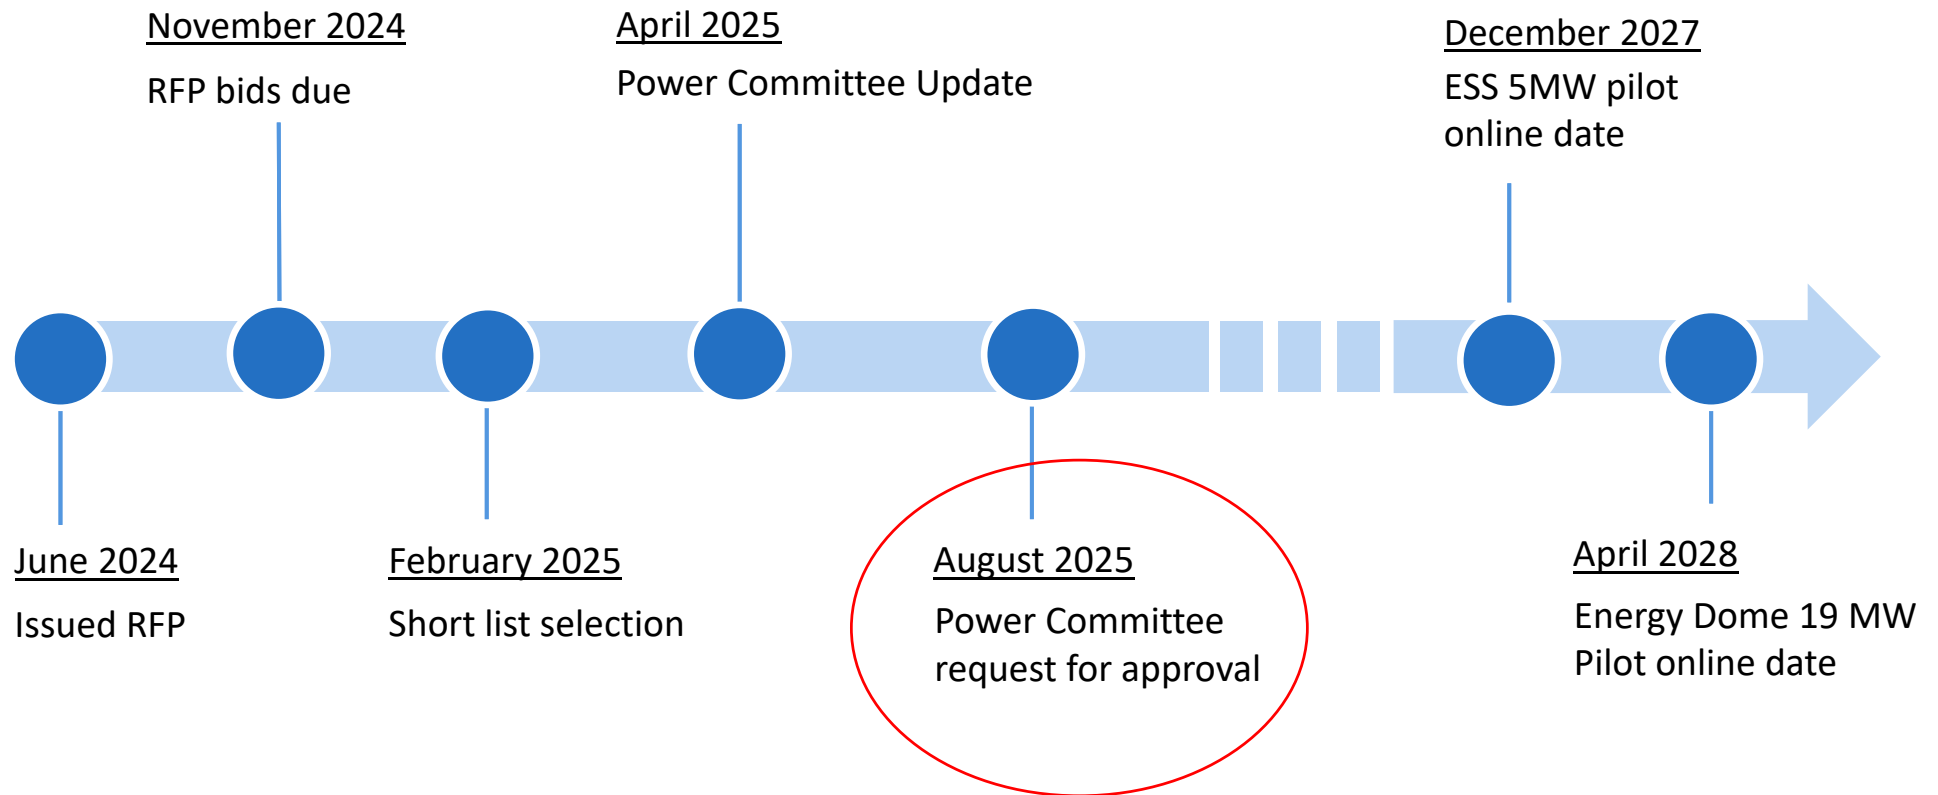 November 2024
RFP bids due
April 2025
Power Committee Update
December 2027
ESS 5MW pilot
online date
June 2024
Issued RFP
February 2025
Short list selection
August 2025
Power Committee
request for approval
April 2028
Energy Dome 19 MW
Pilot online date